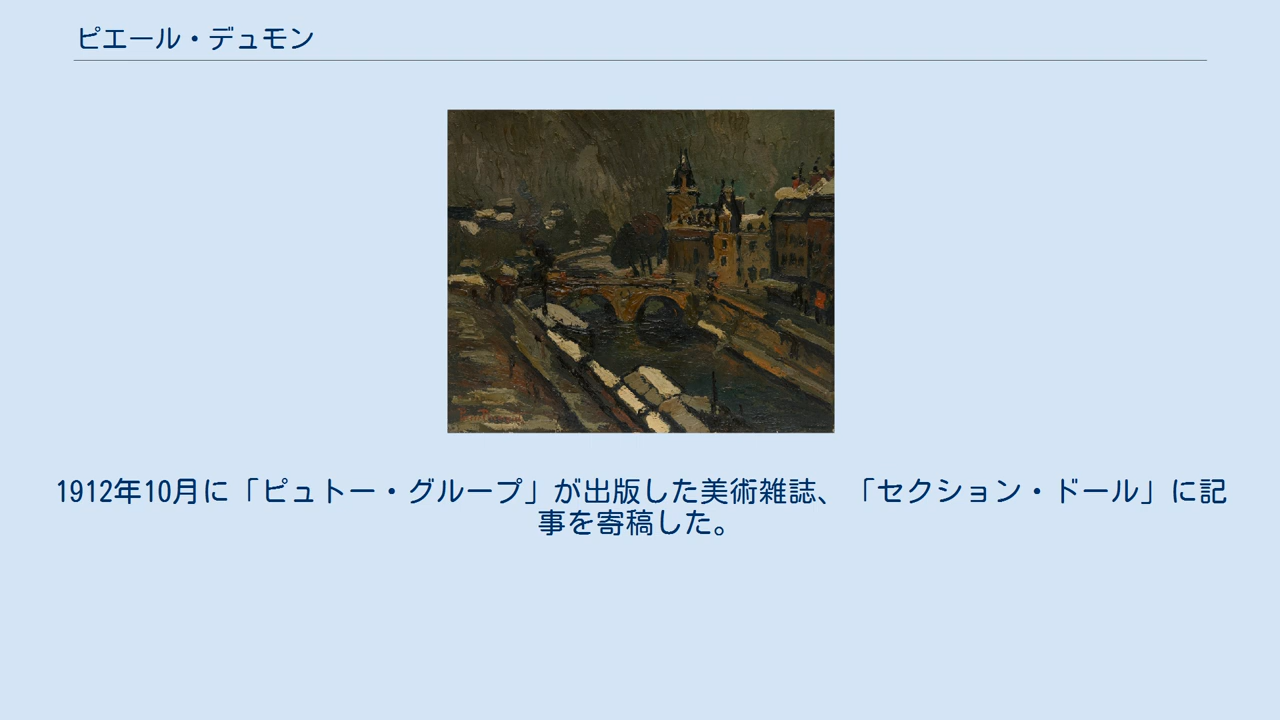 ピエール・デュモン
1912年10月に「ピュトー・グループ」が出版した美術雑誌、「セクション・ドール」に記
事を寄稿した。